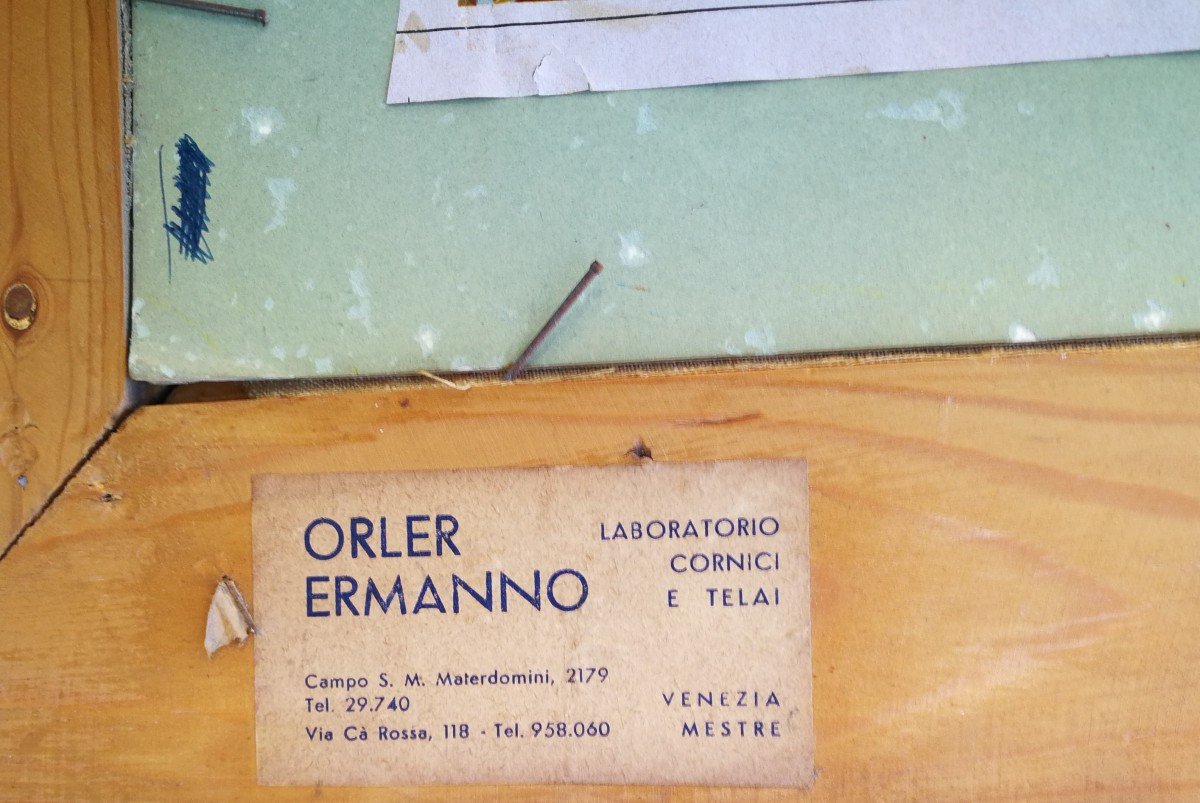 ORLER
ERMANNO
LABORATORIO
CORNICI
E TELAI
Campo S. M. Materdomini, 2179
Tel. 29.740
Via Cà Rossa, 118 - Tel. 958.060
VENEZIA
MESTRE